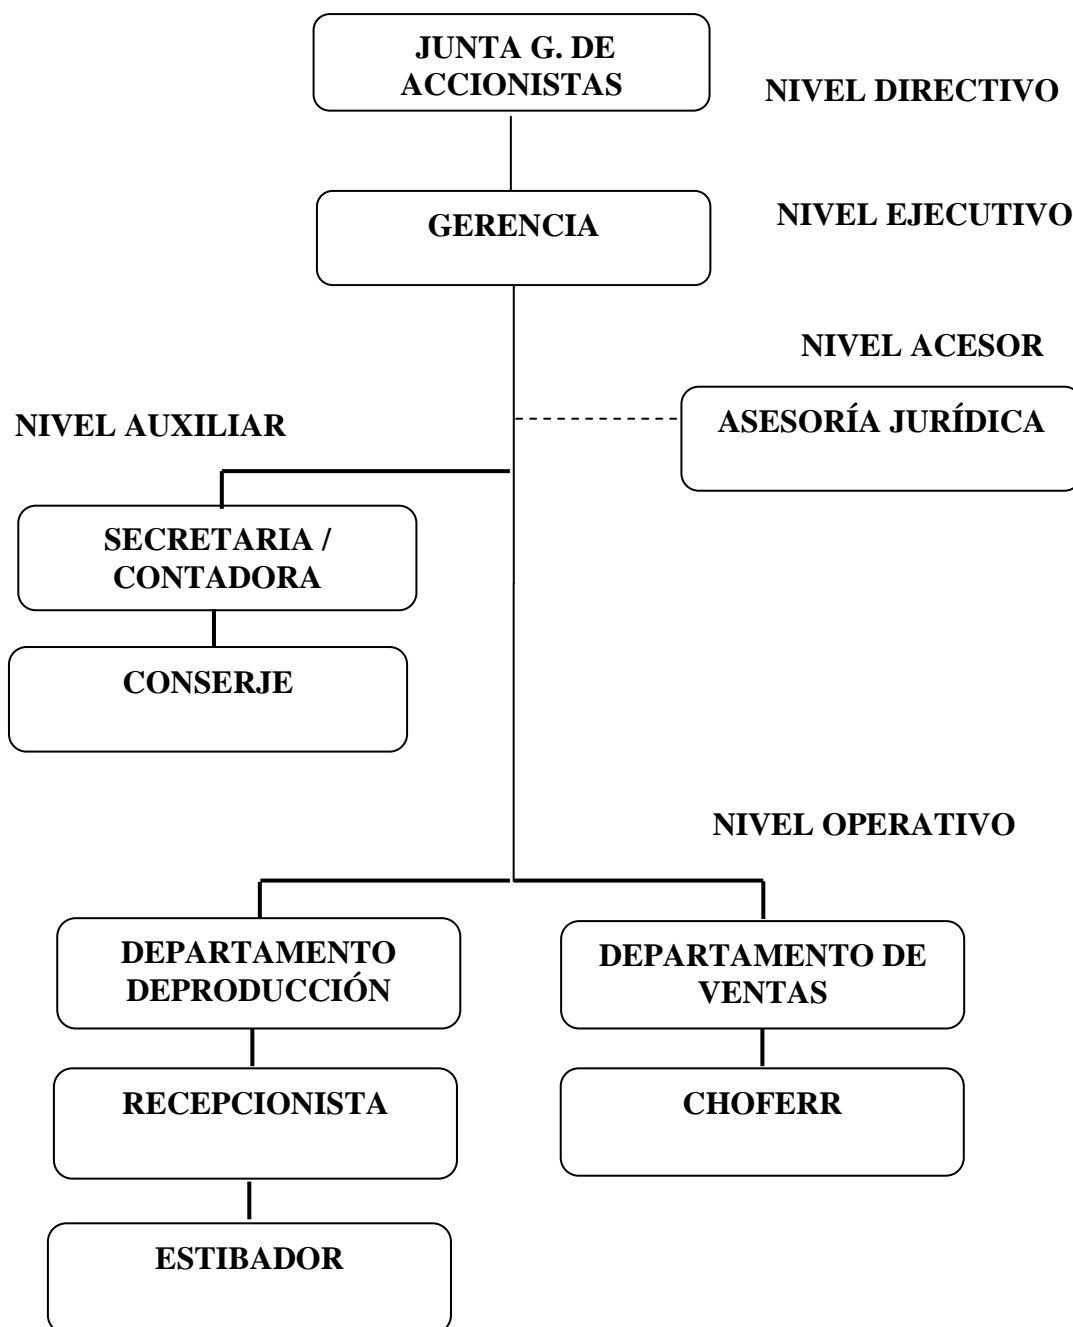 JUNTA G. DE
ACCIONISTAS
NIVEL DIRECTIVO
GERENCIA
NIVEL EJECUTIVO
NIVEL ACESOR
ASESORÍA JURÍDICA
NIVEL AUXILIAR
SECRETARIA /
CONTADORA
CONSERJE
NIVEL OPERATIVO
DEPARTAMENTO
DEPRODUCCIÓN
DEPARTAMENTO DE
VENTAS
RECEPCIONISTA
CHOFERR
ESTIBADOR